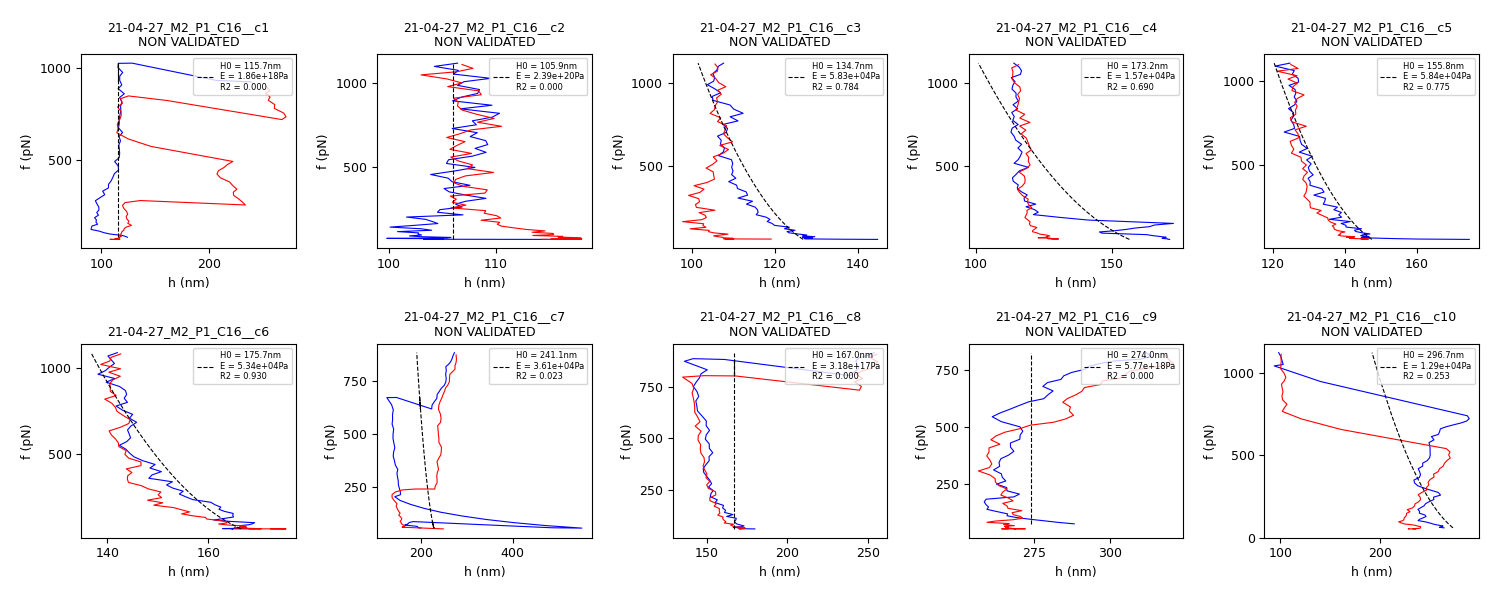 21-04-27_M2_P1_C16__c1
NON VALIDATED
H0 = 115.7nm
E = 1.86e+18Pa
R2 = 0.000
f (pN)
1000
500
100
200
h (nm)
21-04-27_M2_P1_C16__c2
NON VALIDATED
H0 = 105.9nm
E = 2.39e+20Pa
R2 = 0.000
f (pN)
1000
500
100
110
h (nm)
21-04-27_M2_P1_C16__c3
NON VALIDATED
H0 = 134.7nm
E = 5.83e+04Pa
R2 = 0.784
f (pN)
1000
500
100
120
140
h (nm)
21-04-27_M2_P1_C16__c4
NON VALIDATED
H0 = 173.2nm
E = 1.57e+04Pa
R2 = 0.690
f (pN)
1000
500
100
150
h (nm)
21-04-27_M2_P1_C16__c5
NON VALIDATED
H0 = 155.8nm
E = 5.84e+04Pa
R2 = 0.775
f (pN)
1000
500
120
140
160
h (nm)
21-04-27_M2_P1_C16__c6
H0 = 175.7nm
E = 5.34e+04Pa
R2 = 0.930
f (pN)
1000
500
140
160
h (nm)
21-04-27_M2_P1_C16__c7
NON VALIDATED
H0 = 241.1nm
E = 3.61e+04Pa
R2 = 0.023
f (pN)
750
500
250
200
400
h (nm)
21-04-27_M2_P1_C16__c8
NON VALIDATED
H0 = 167.0nm
E = 3.18e+17Pa
R2 = 0.000
f (pN)
750
500
250
150
200
250
h (nm)
21-04-27_M2_P1_C16__c9
NON VALIDATED
H0 = 274.0nm
E = 5.77e+18Pa
R2 = 0.000
f (pN)
750
500
250
275
300
h (nm)
21-04-27_M2_P1_C16__c10
NON VALIDATED
H0 = 296.7nm
E = 1.29e+04Pa
R2 = 0.253
f (pN)
1000
500
0
100
200
h (nm)